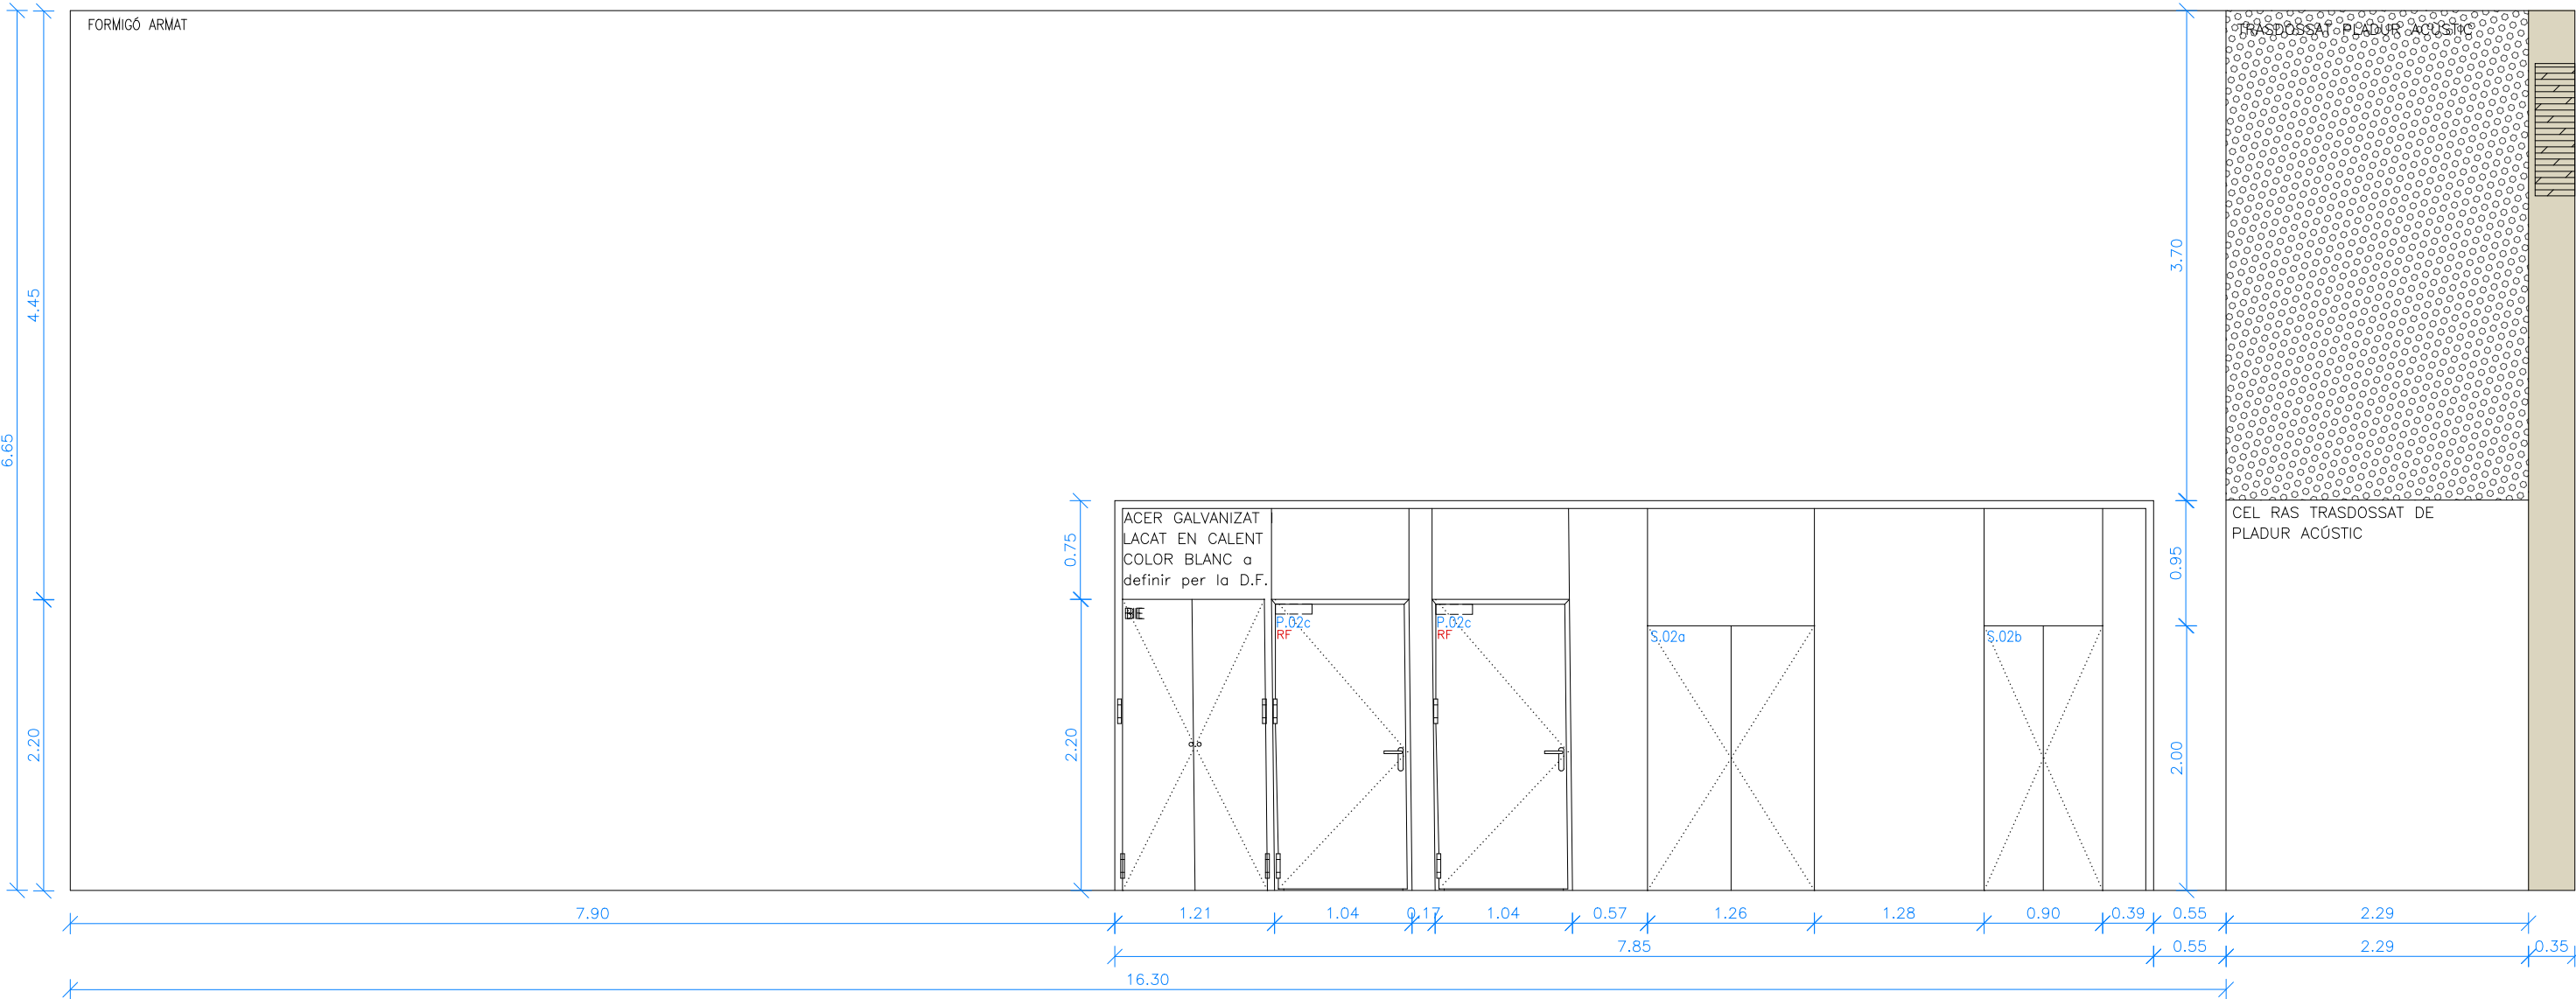 FORMIGÓ ARMAT
TRASDOSSAT PLADUR ACÚSTIC
3.70
4.45
6.65
ACER GALVANIZAT I
LACAT EN CALENT
COLOR BLANC a
definir per la D.F.
CEL RAS TRASDOSSAT DE
PLADUR ACÚSTIC
0.75
0.95
BIE
P.02c
RF
P.02c
RF
S.02a
S.02b
2.20
2.20
2.00
7.90
1.21
1.04
0.17
1.04
0.57
1.26
1.28
0.90
0.39
0.55
2.29
7.85
0.55
2.29
0.35
16.30